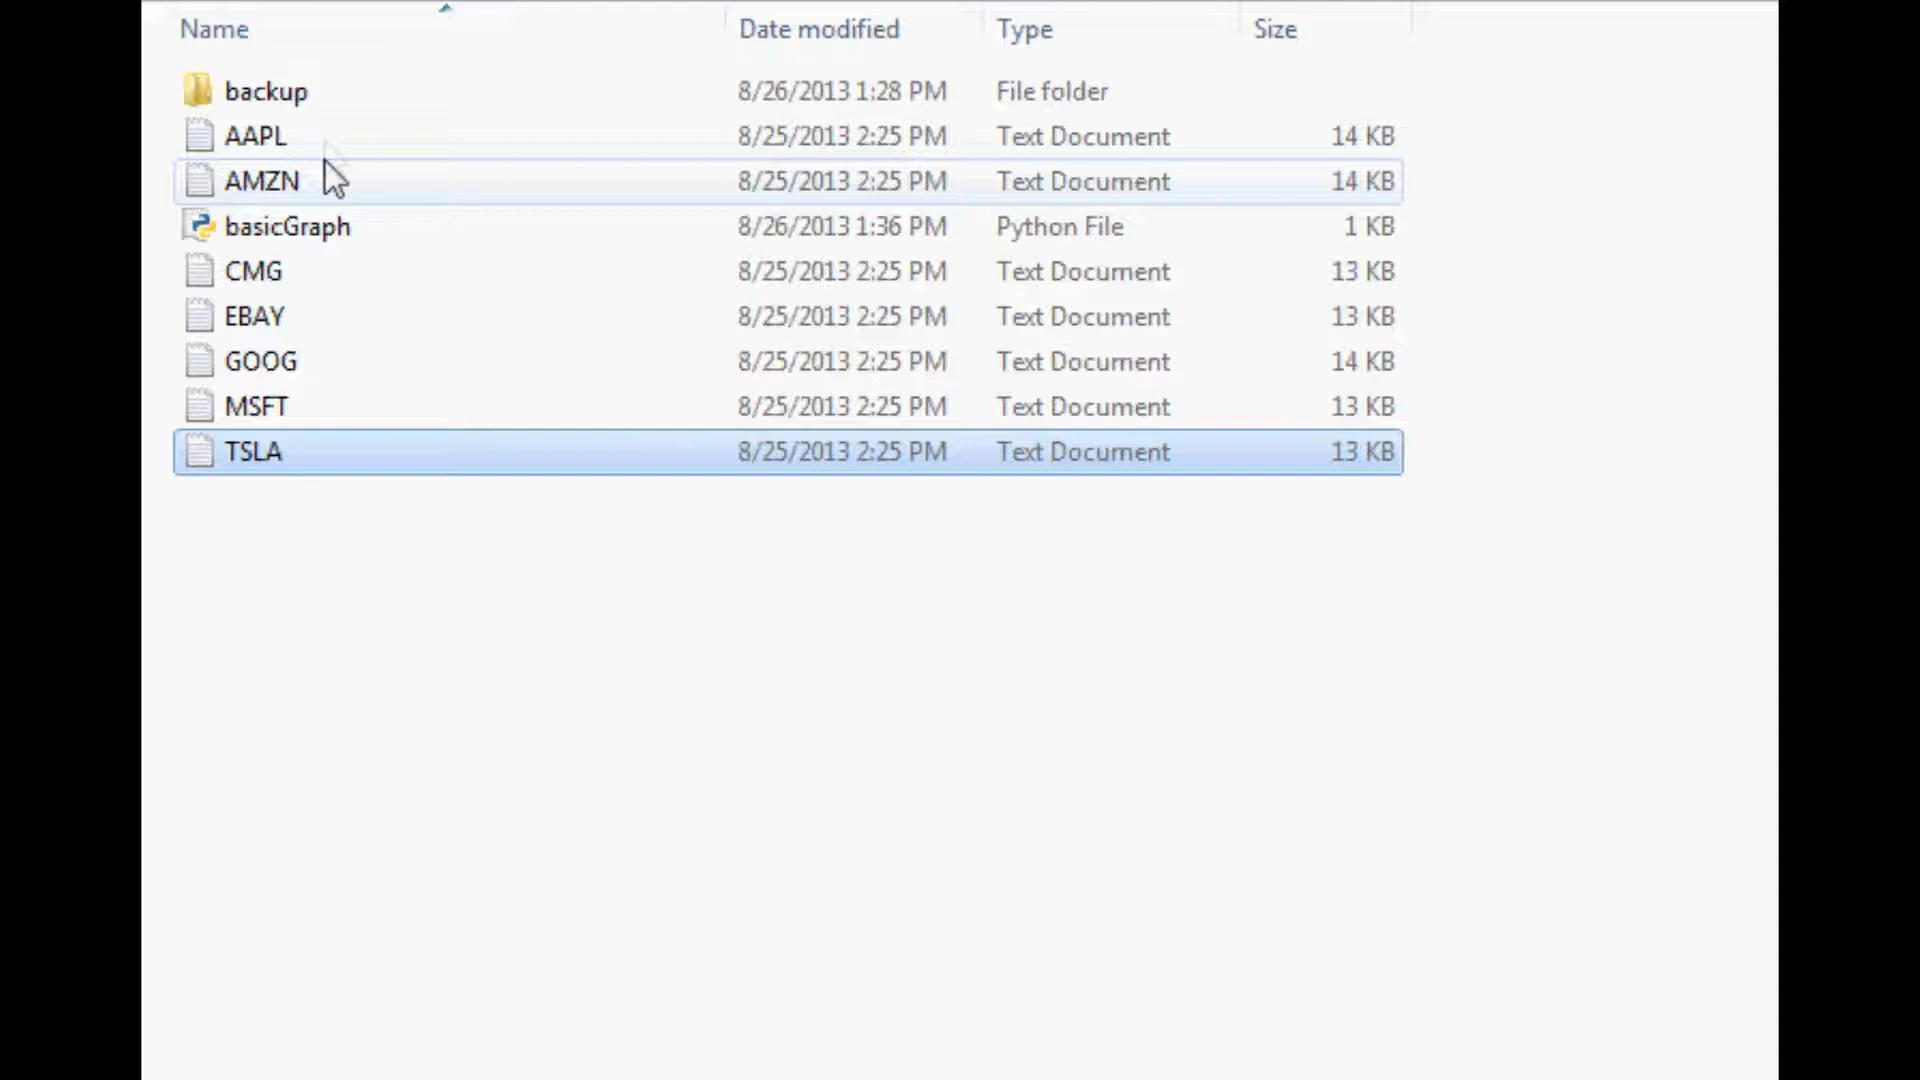 Name Date modified Type Size
backup 8/26/2013 1:28 PM File folder
AAPL 8/25/2013 2:25 PM Text Document 14 KB
AMZN 8/25/2013 2:25 PM Text Document 14 KB
basicGraph 8/26/2013 1:36 PM Python File 1 KB
CMG 8/25/2013 2:25 PM Text Document 13 KB
EBAY 8/25/2013 2:25 PM Text Document 13 KB
GOOG 8/25/2013 2:25 PM Text Document 14 KB
MSFT 8/25/2013 2:25 PM Text Document 13 KB
TSLA 8/25/2013 2:25 PM Text Document 13 KB